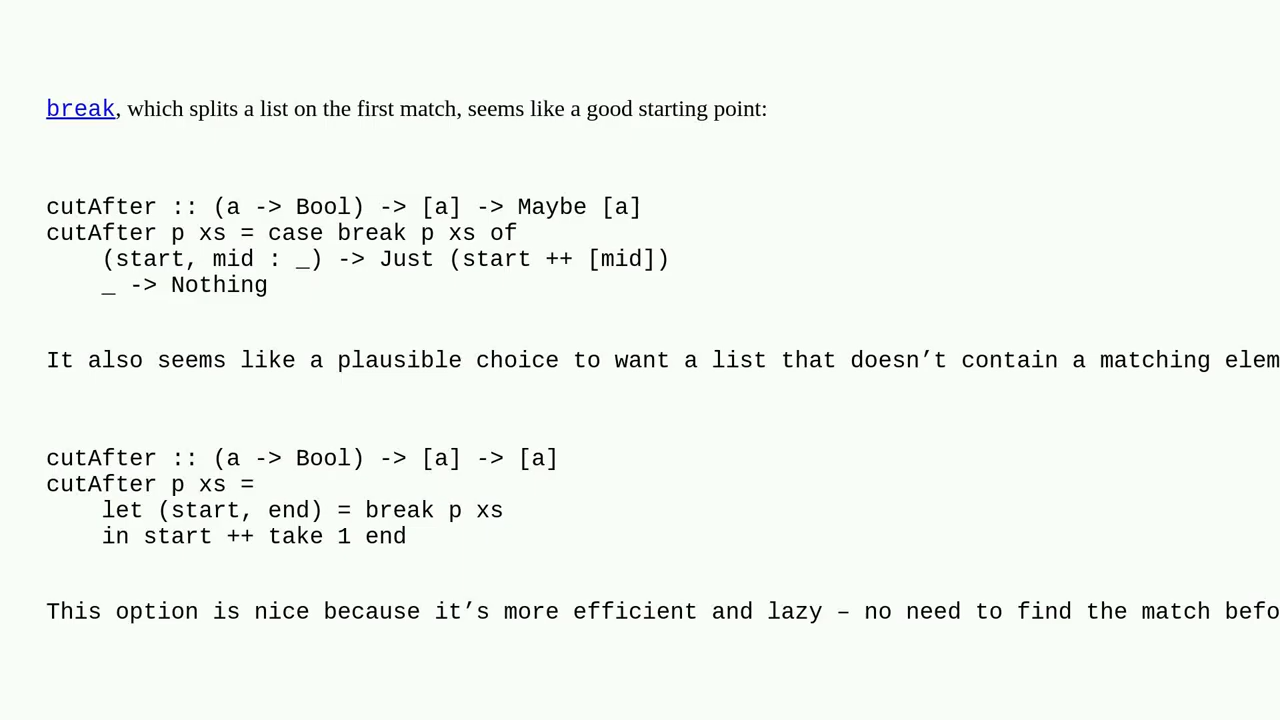 break, which splits a list on the first match, seems like a good starting point:
cutAfter :: (a -> Bool) -> [a] -> Maybe [a]
cutAfter p xs = case break p xs of
    (start, mid : _) -> Just (start ++ [mid])
    _ -> Nothing
It also seems like a plausible choice to want a list that doesn’t contain a matching elem
cutAfter :: (a -> Bool) -> [a] -> [a]
cutAfter p xs =
    let (start, end) = break p xs
    in start ++ take 1 end
This option is nice because it’s more efficient and lazy – no need to find the match befo